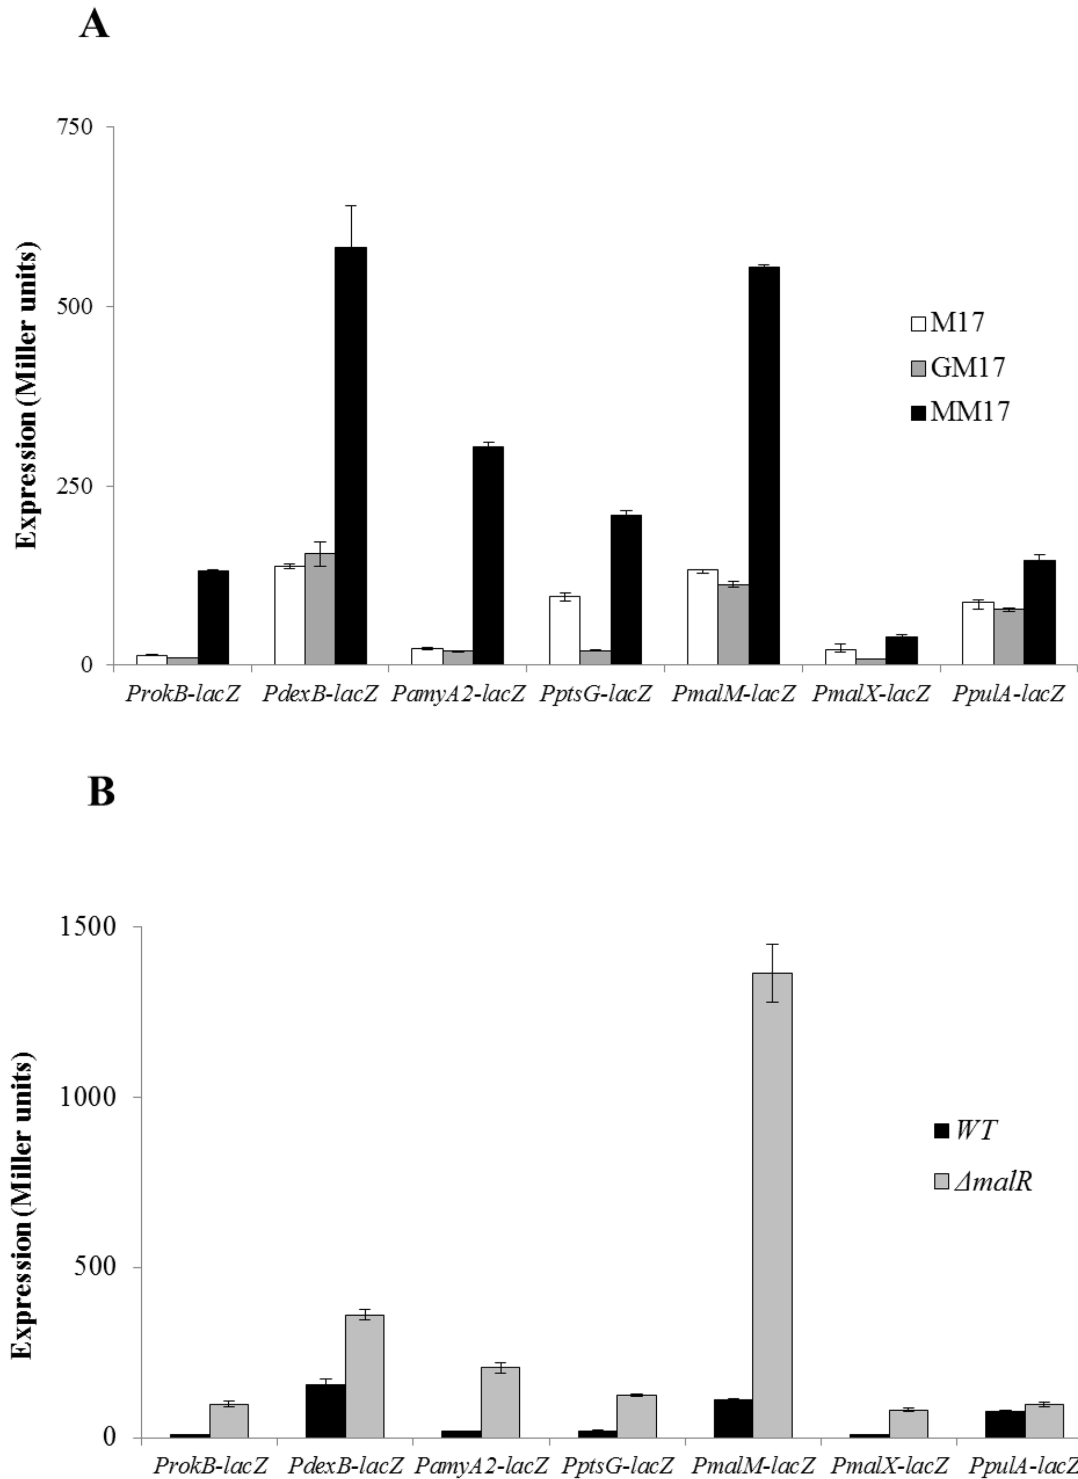 A
Expression (Miller units)
750
500
250
0
M17
GM17
MM17
ProkB-lacZ PdexB-lacZ PamyA2-lacZ PptsG-lacZ PmalM-lacZ PmalX-lacZ PpulA-lacZ
B
Expression (Miller units)
1500
1000
500
0
WT
ΔmalR
ProkB-lacZ PdexB-lacZ PamyA2-lacZ PptsG-lacZ PmalM-lacZ PmalX-lacZ PpulA-lacZ